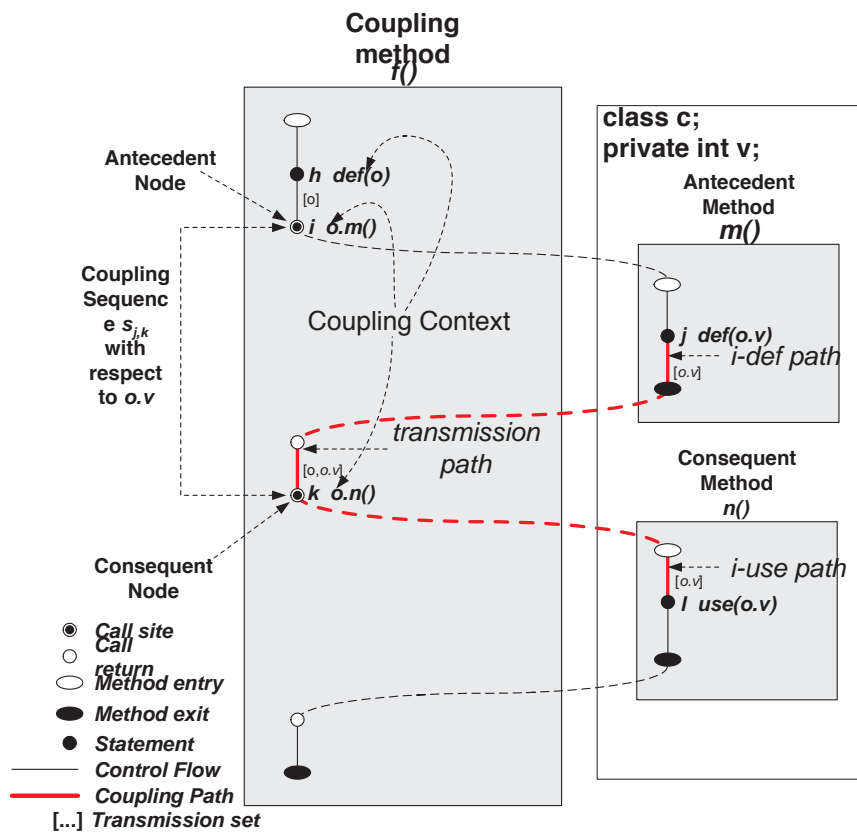 Coupling
method
f()
class c;
private int v;
Antecedent
Node
h def(o)
[o]
i o.m()
Antecedent
Method
m()
Coupling
Sequenc
e s_{j,k}
with
respect
to o.v
Coupling Context
j def(o.v)
i-def path
[o.v]
transmission
path
[o,o.v]
k o.n()
Consequent
Method
n()
Consequent
Node
i-use path
[o.v]
l use(o.v)
Call site
Call
return
Method entry
Method exit
Statement
Control Flow
Coupling Path
[...] Transmission set